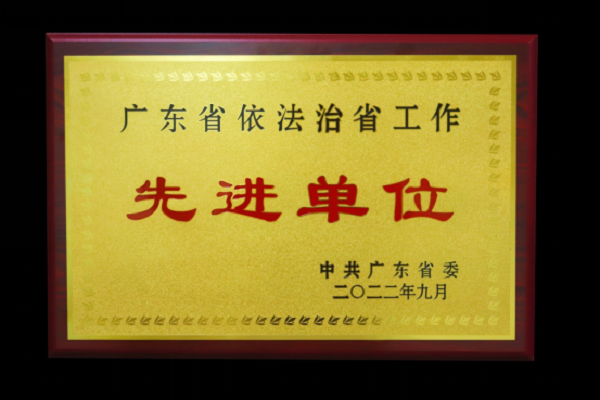 广东省依法治省工作
先进单位
中共广东省委
二〇二二年九月